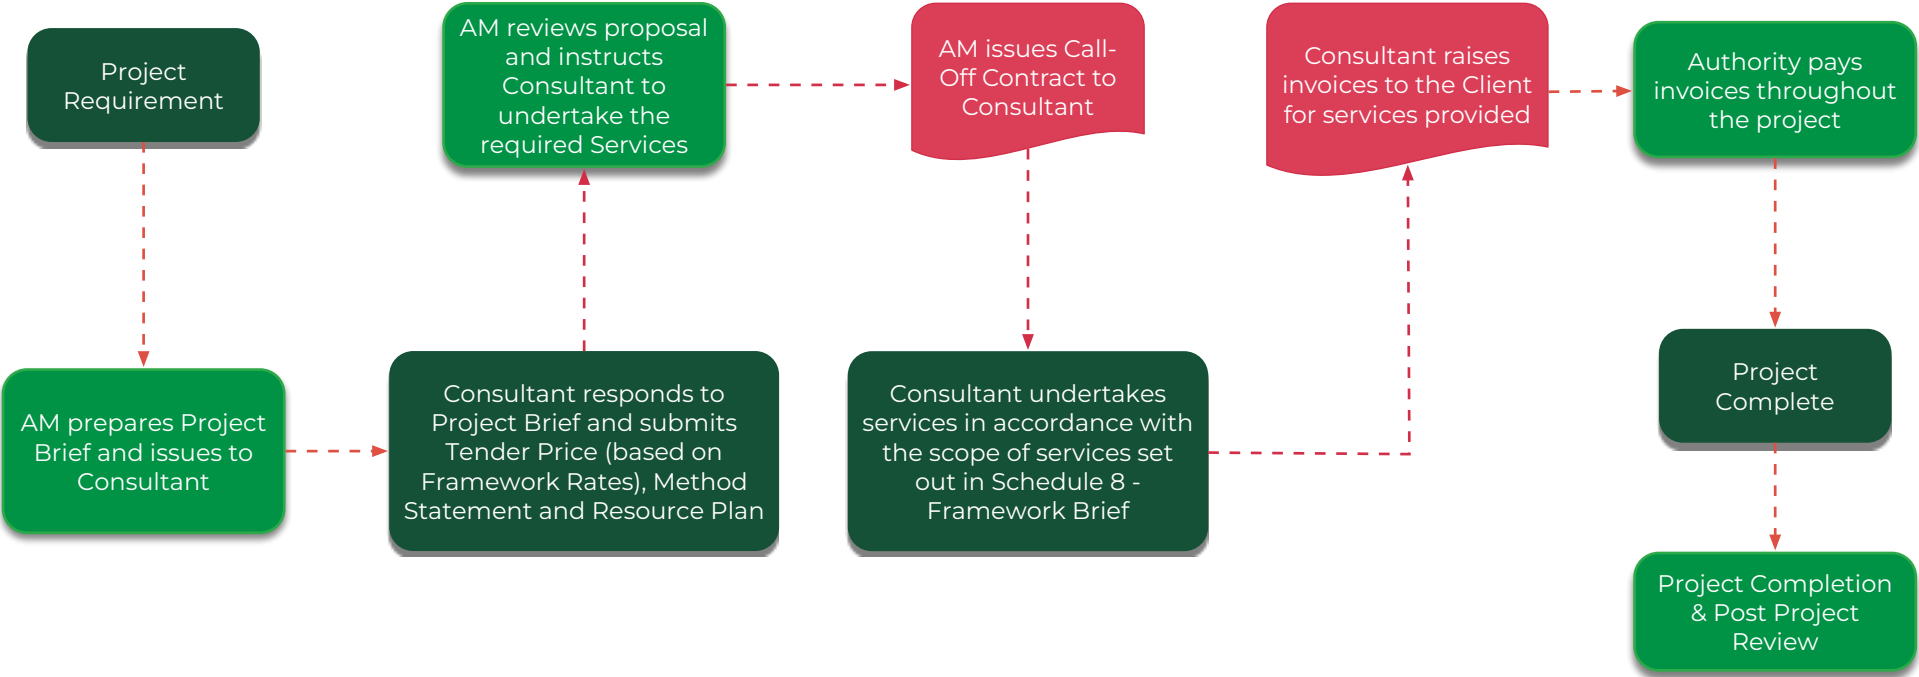 Project
Requirement
AM prepares Project
Brief and issues to
Consultant
Consultant responds to
Project Brief and submits
Tender Price (based on
Framework Rates), Method
Statement and Resource Plan
AM reviews proposal
and instructs
Consultant to
undertake the
required Services
AM issues Call-
Off Contract to
Consultant
Consultant undertakes
services in accordance with
the scope of services set
out in Schedule 8 -
Framework Brief
Consultant raises
invoices to the Client
for services provided
Authority pays
invoices throughout
the project
Project
Complete
Project Completion
& Post Project
Review